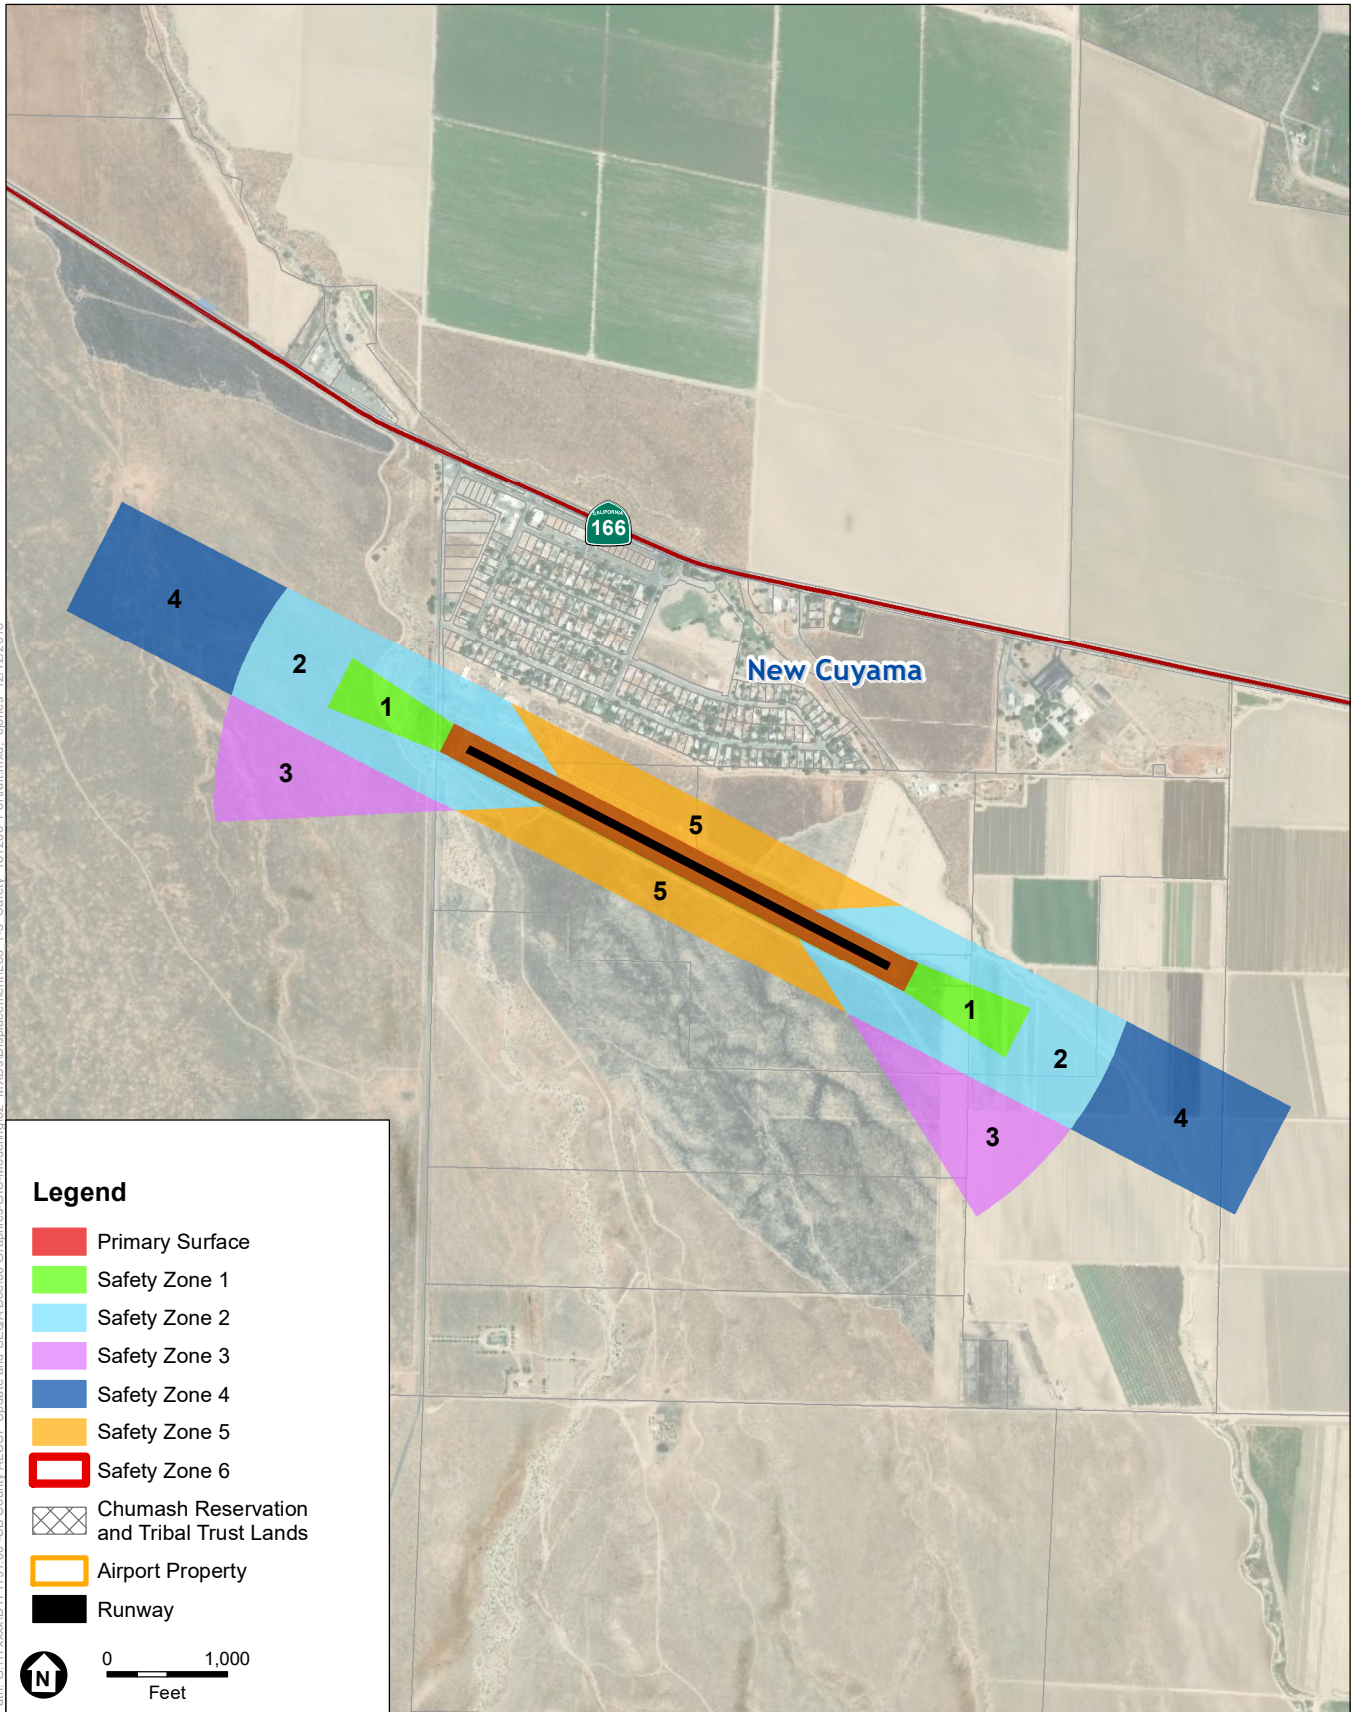 CALIFORNIA
166
New Cuyama
4
2
1
3
5
5
1
2
3
4
Legend
Primary Surface
Safety Zone 1
Safety Zone 2
Safety Zone 3
Safety Zone 4
Safety Zone 5
Safety Zone 6
Chumash Reservation
and Tribal Trust Lands
Airport Property
Runway
N
0 1,000
Feet